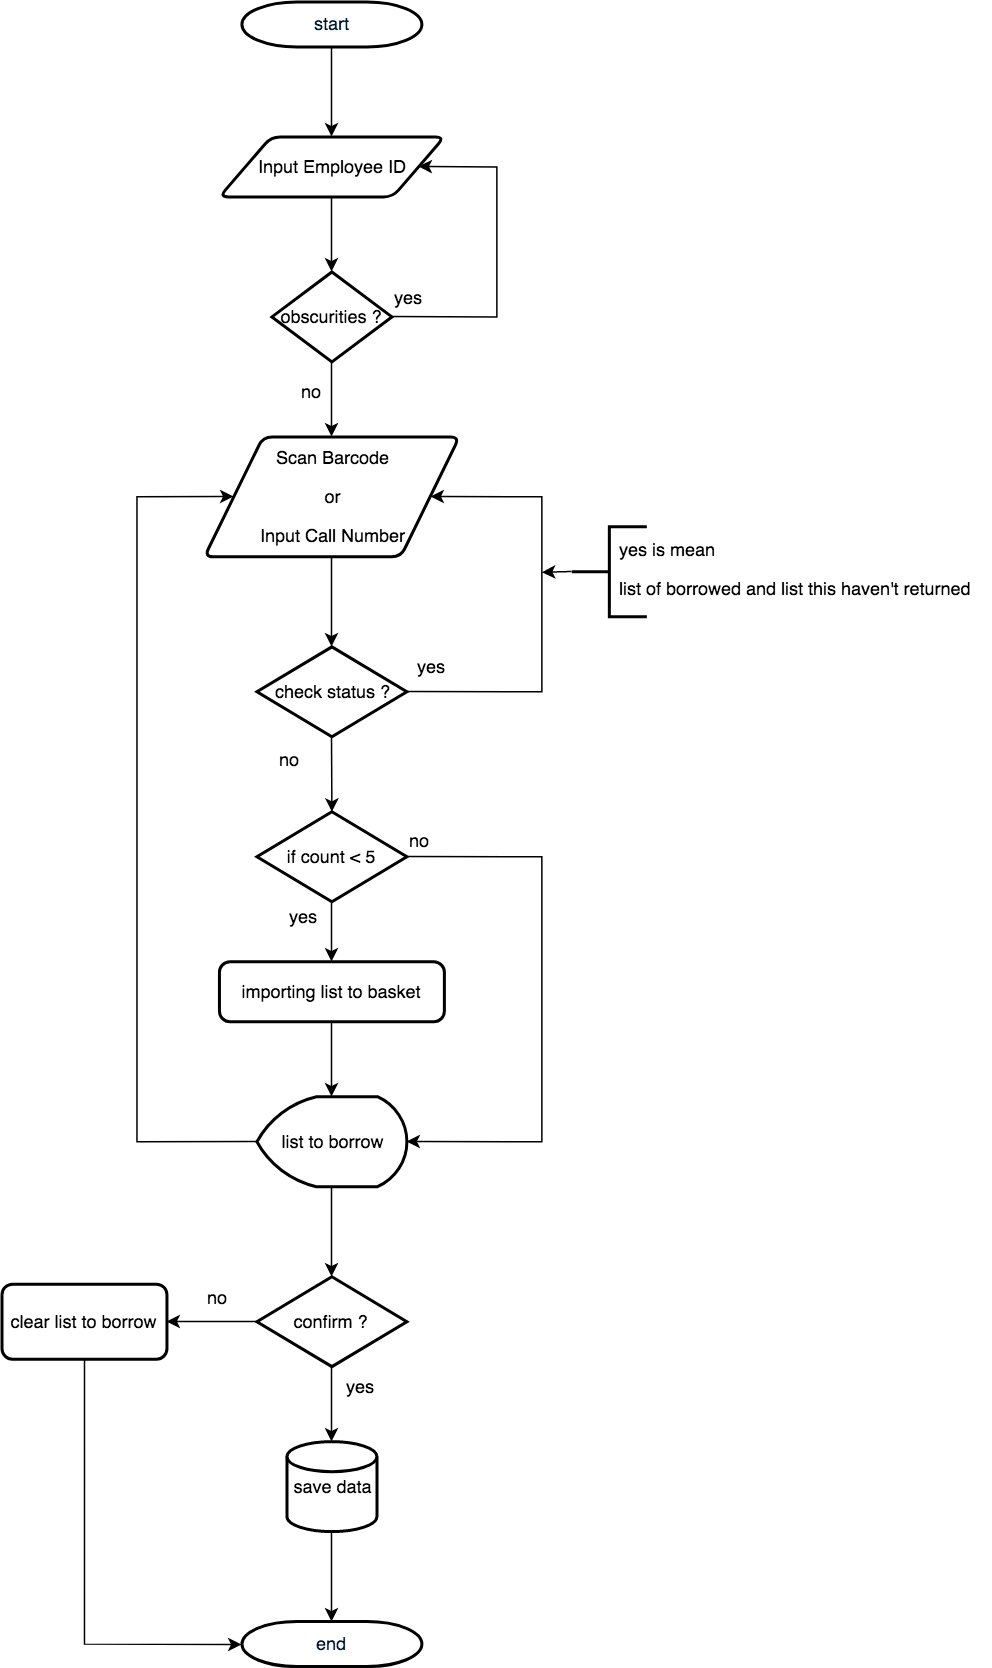 start
Input Employee ID
obscurities ?
yes
no
Scan Barcode
or
Input Call Number
yes is mean
list of borrowed and list this haven't returned
check status ?
yes
no
if count < 5
no
yes
importing list to basket
list to borrow
confirm ?
no
clear list to borrow
yes
save data
end